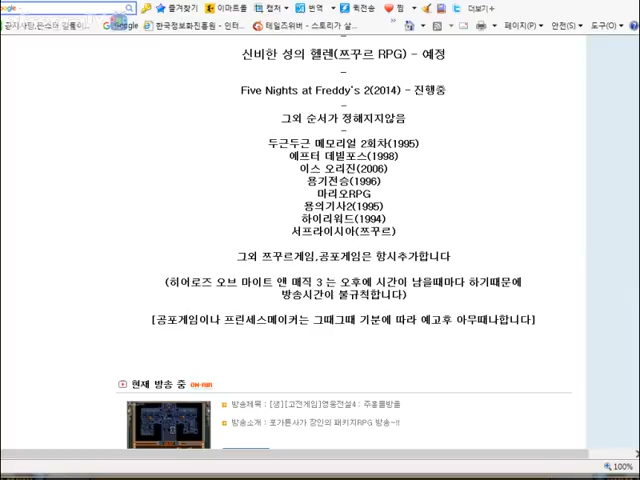 즐겨찾기 이마트몰 캡처 번역 퀵전송 찜 더보기+
Google 한국정보화진흥원 - 인터... 테일즈위버 - 스토리가 살... 페이지(P) 안전(S) 도구(O)
신비한 성의 헬렌(쯔꾸르 RPG) - 예정
–
Five Nights at Freddy's 2(2014) - 진행중
–
그외 순서가 정해지지않음
–
두근두근 메모리얼 2회차(1995)
에프터 데빌포스(1998)
이스 오리진(2006)
용기전승(1996)
마리오RPG
용의기사2(1995)
하이리워드(1994)
서프라이시아(쯔꾸르)
그외 쯔꾸르게임,공포게임은 항시추가합니다
(히어로즈 오브 마이트 앤 매직 3 는 오후에 시간이 남을때마다 하기때문에
방송시간이 불규칙합니다)
[공포게임이나 프린세스메이커는 그때그때 기분에 따라 예고후 아무때나합니다]
현재 방송 중 ON-AIR
방송제목 : [생][고전게임]영웅전설4 : 주홍물방울
방송소개 : 로가튼사가 장인의 패키지RPG 방송~!!
100%